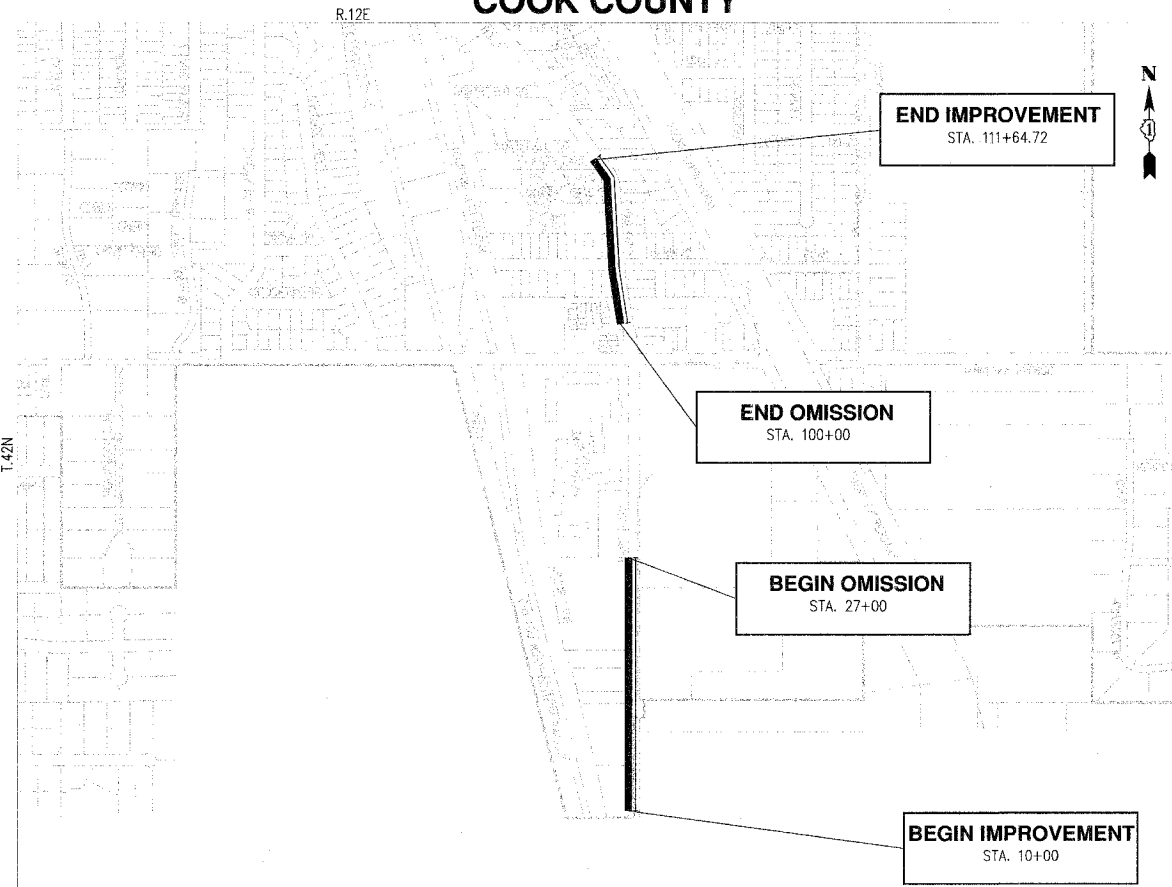 COOK COUNTY
R.12E
N
END IMPROVEMENT
STA. 111+64.72
END OMISSION
STA. 100+00
T.42N
BEGIN OMISSION
STA. 27+00
BEGIN IMPROVEMENT
STA. 10+00